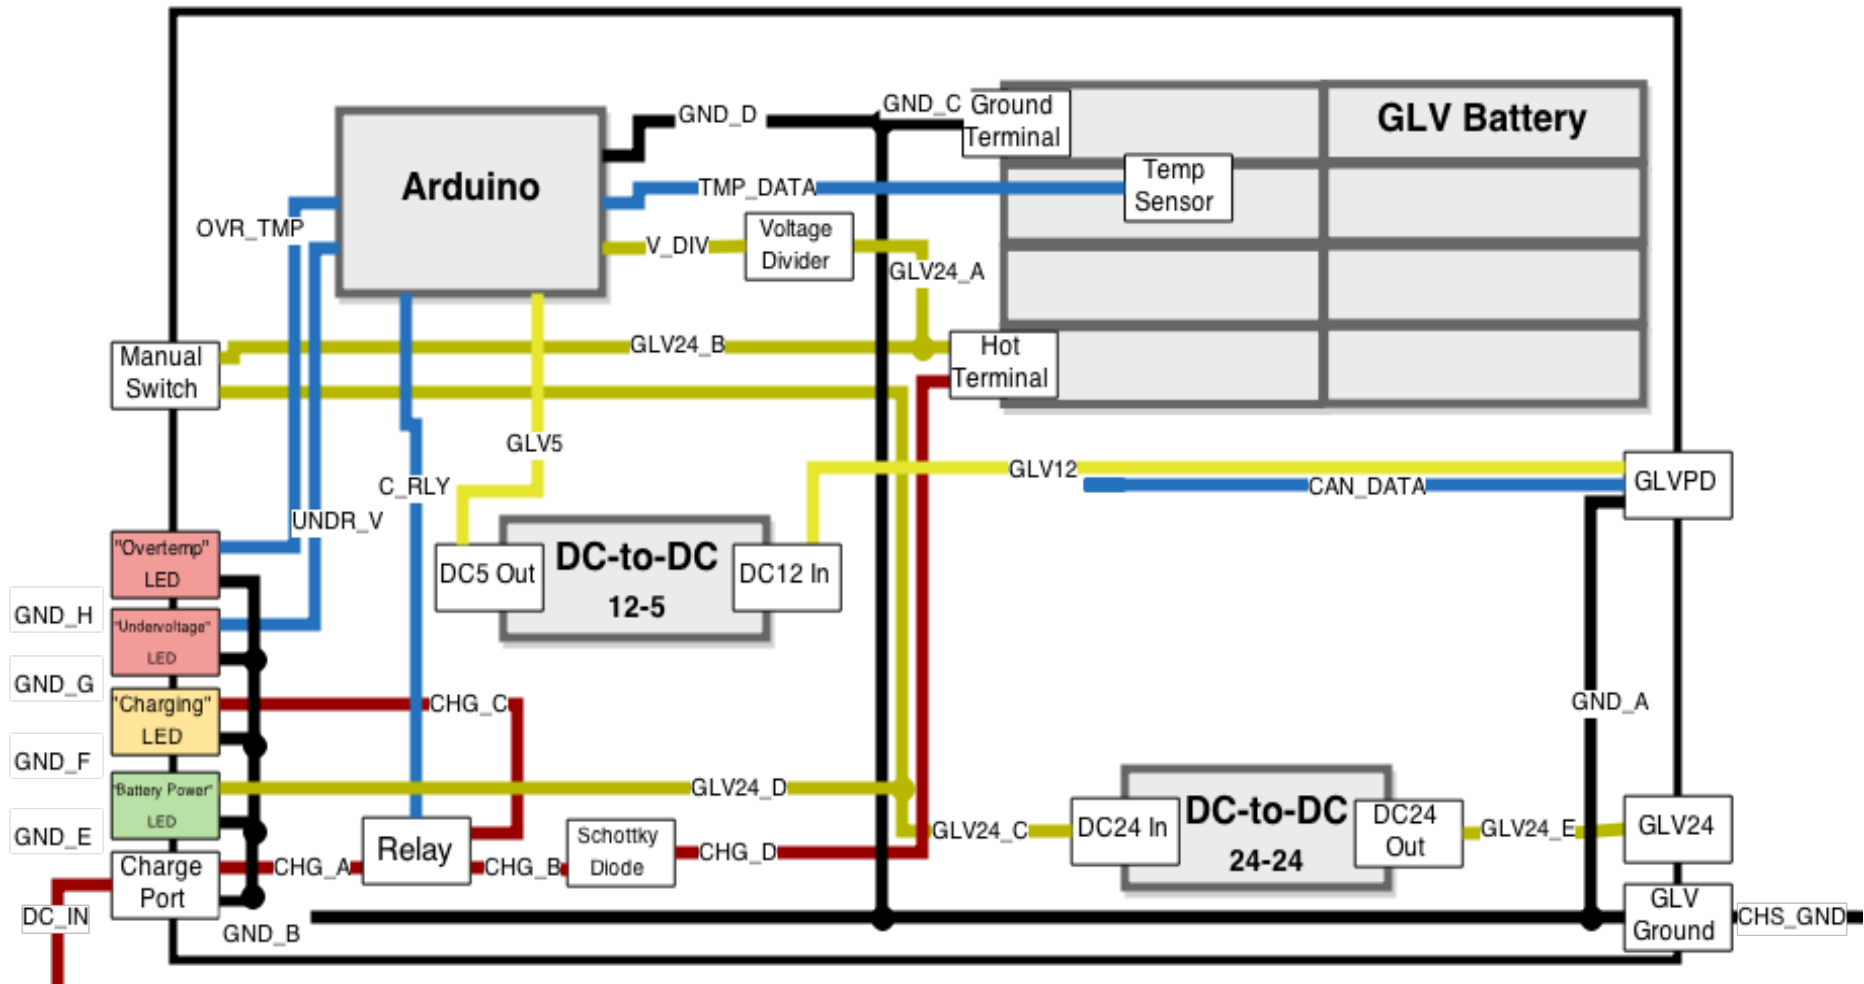 GND_C
Ground
Terminal
GLV Battery
GND_D
Arduino
TMP_DATA
Temp
Sensor
OVR_TMP
V_DIV
Voltage
Divider
GLV24_A
Manual
Switch
GLV24_B
Hot
Terminal
GLV5
C_RLY
GLV12
CAN_DATA
GLVPD
UNDR_V
"Overtemp"
LED
DC5 Out
DC-to-DC
12-5
DC12 In
GND_H
"Undervoltage"
LED
GND_G
"Charging"
LED
CHG_C
GND_A
GND_F
"Battery Power"
LED
GLV24_D
GND_E
Relay
Schottky
Diode
GLV24_C
DC24 In
DC-to-DC
24-24
DC24
Out
GLV24_E
GLV24
Charge
Port
CHG_A
CHG_B
CHG_D
DC_IN
GND_B
GLV
Ground
CHS_GND